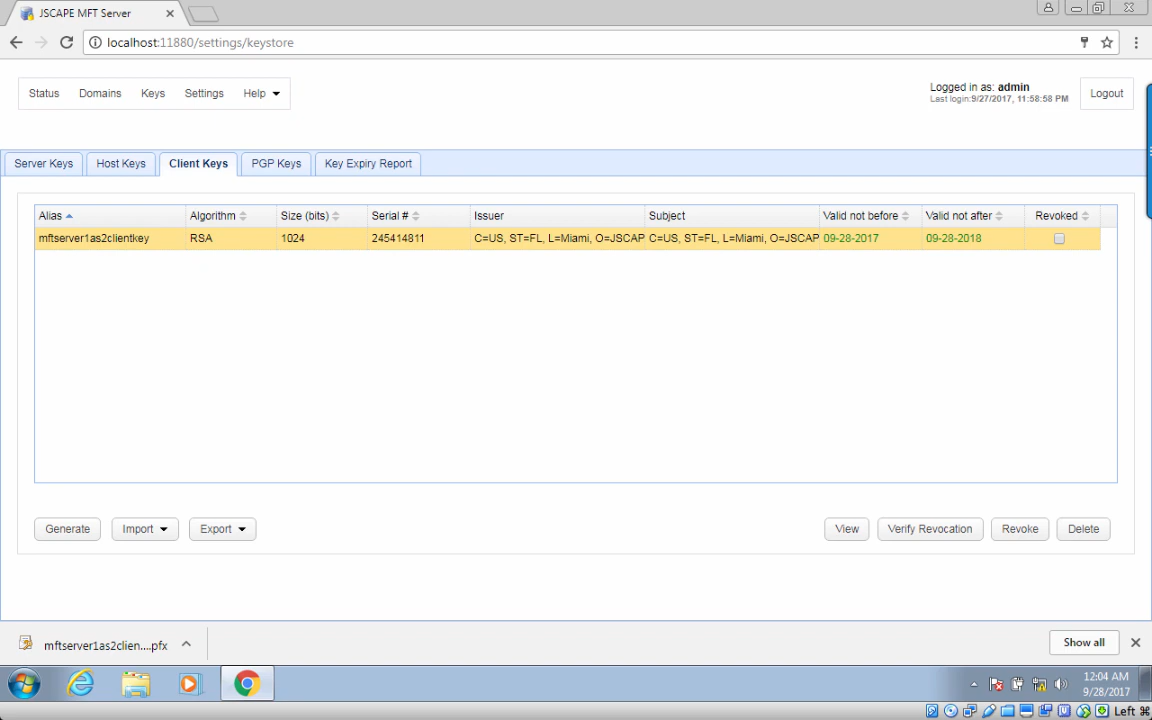 JSCAPE MFT Server
localhost:11880/settings/keystore
Status Domains Keys Settings Help
Logged in as: admin
Last login:9/27/2017, 11:58:58 PM
Logout
Server Keys Host Keys Client Keys PGP Keys Key Expiry Report
Alias Algorithm Size (bits) Serial # Issuer Subject Valid not before Valid not after Revoked
mftserver1as2clientkey RSA 1024 245414811 C=US, ST=FL, L=Miami, O=JSCAP C=US, ST=FL, L=Miami, O=JSCAP 09-28-2017 09-28-2018
Generate Import Export View Verify Revocation Revoke Delete
mftserver1as2clien....pfx Show all
12:04 AM
9/28/2017
Left ⌘